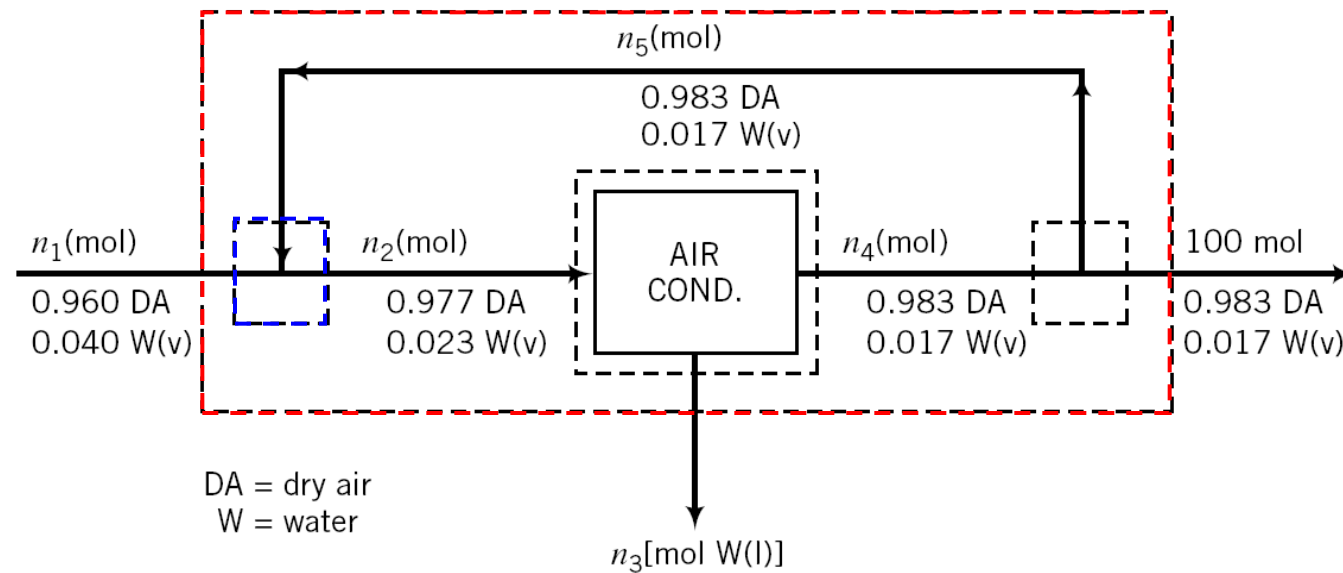 n₅(mol)
0.983 DA
0.017 W(v)
n₁(mol)
0.960 DA
0.040 W(v)
n₂(mol)
0.977 DA
0.023 W(v)
AIR
COND.
n₄(mol)
0.983 DA
0.017 W(v)
100 mol
0.983 DA
0.017 W(v)
DA = dry air
W = water
n₃[mol W(l)]